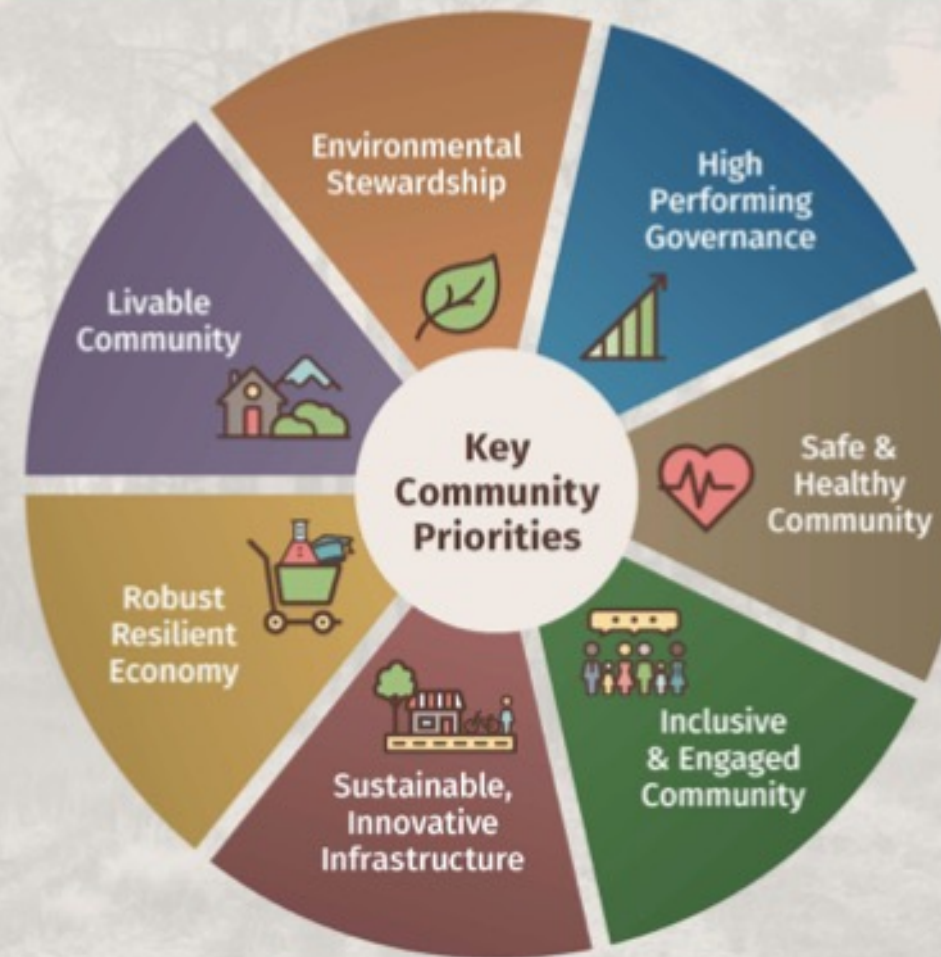 Environmental
Stewardship
High
Performing
Governance
Livable
Community
Key
Community
Priorities
Safe &
Healthy
Community
Robust
Resilient
Economy
Inclusive
& Engaged
Community
Sustainable,
Innovative
Infrastructure